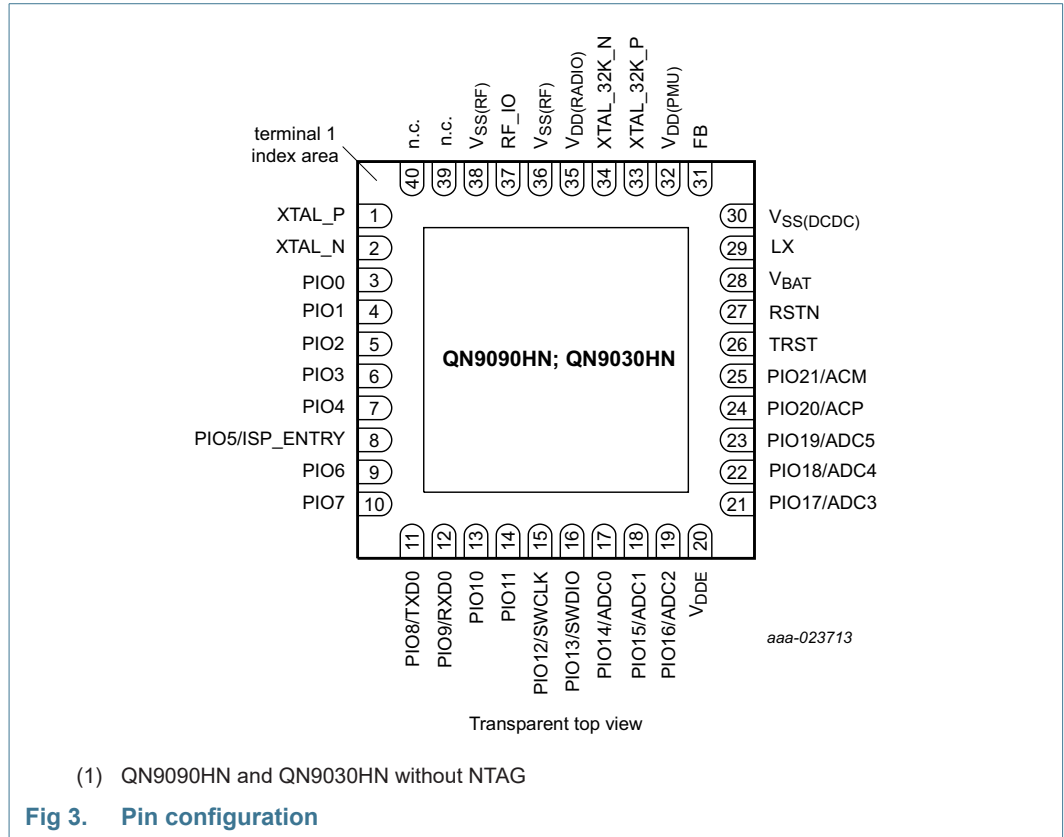 terminal 1
index area
n.c.
n.c.
VSS(RF)
RF_IO
VSS(RF)
VDD(RADIO)
XTAL_32K_N
XTAL_32K_P
VDD(PMU)
FB
40
39
38
37
36
35
34
33
32
31
XTAL_P 1
XTAL_N 2
PIO0 3
PIO1 4
PIO2 5
PIO3 6
PIO4 7
PIO5/ISP_ENTRY 8
PIO6 9
PIO7 10
QN9090HN; QN9030HN
30 VSS(DCDC)
29 LX
28 VBAT
27 RSTN
26 TRST
25 PIO21/ACM
24 PIO20/ACP
23 PIO19/ADC5
22 PIO18/ADC4
21 PIO17/ADC3
11
12
13
14
15
16
17
18
19
20
PIO8/TXD0
PIO9/RXD0
PIO10
PIO11
PIO12/SWCLK
PIO13/SWDIO
PIO14/ADC0
PIO15/ADC1
PIO16/ADC2
VDDE
aaa-023713
Transparent top view
(1) QN9090HN and QN9030HN without NTAG
Fig 3. Pin configuration